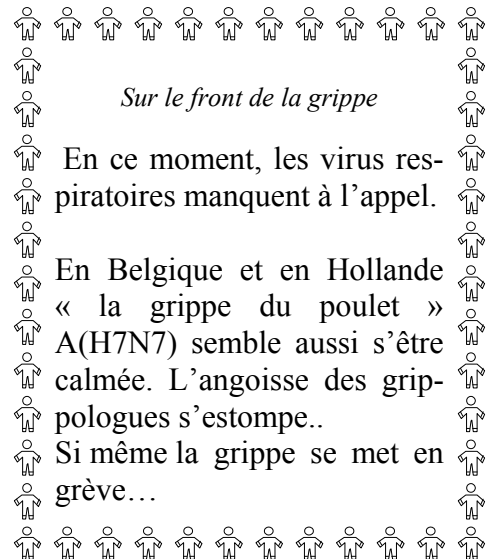 Sur le front de la grippe
En ce moment, les virus res-
piratoires manquent à l’appel.
En Belgique et en Hollande
« la grippe du poulet »
A(H7N7) semble aussi s’être
calmée. L’angoisse des grip-
pologues s’estompe..
Si même la grippe se met en
grève…